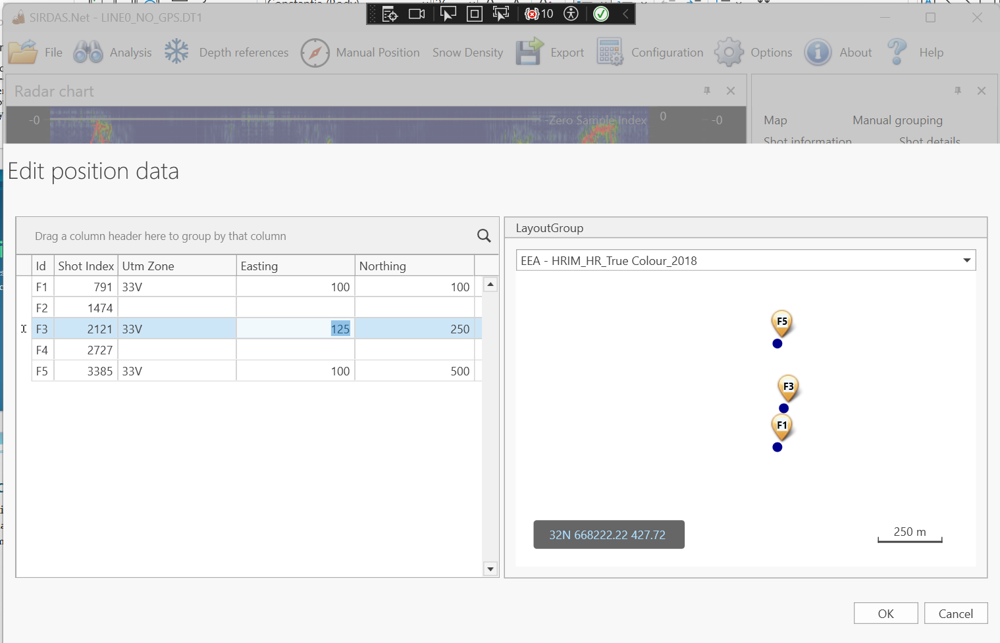 10
SIRDAS.Net - LINE0_NO_GPS.DT1
File Analysis Depth references Manual Position Snow Density Export Configuration Options About Help
Radar chart
-0 -Zero Sample Index 0 -0
Map Manual grouping
Shot information Shot details
Edit position data
Drag a column header here to group by that column
Id Shot Index Utm Zone Easting Northing
F1 791 33V 100 100
F2 1474
F3 2121 33V 125 250
F4 2727
F5 3385 33V 100 500
LayoutGroup
EEA - HRIM_HR_True Colour_2018
F5
F3
F1
32N 668222.22 427.72
250 m
OK Cancel